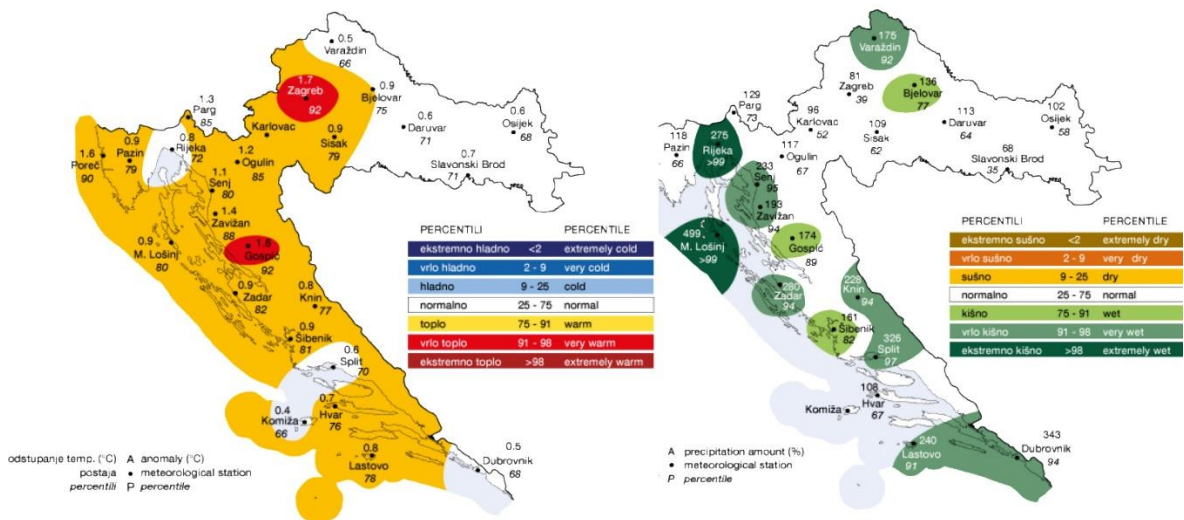 0.5
Varaždin
66
1.7
Zagreb
92
0.9
Bjelovar
75
1.3
Parg
85
Karlovac
0.9
Sisak
79
0.6
Daruvar
71
0.6
Osijek
68
0.7
Slavonski Brod
71
1.6
Poreč
90
0.9
Pazin
79
0.8
Rijeka
72
1.2
Ogulin
85
1.1
Senj
80
1.4
Zavižan
88
0.9
M. Lošinj
80
Gospić
92
0.9
Zadar
82
0.8
Knin
77
0.9
Šibenik
81
0.6
Split
70
0.4
Komiža
66
0.7
Hvar
76
0.8
Lastovo
78
0.5
Dubrovnik
68
PERCENTILI PERCENTILE
ekstremno hladno <2 extremely cold
vrlo hladno 2 - 9 very cold
hladno 9 - 25 cold
normalno 25 - 75 normal
toplo 75 - 91 warm
vrlo toplo 91 - 98 very warm
ekstremno toplo >98 extremely warm
odstupanje temp. (°C) A anomaly (°C)
postaja meteorological station
percentili P percentile
175
Varaždin
92
81
Zagreb
39
136
Bjelovar
77
129
Parg
73
96
Karlovac
52
109
Sisak
62
113
Daruvar
64
102
Osijek
58
68
Slavonski Brod
35
118
Pazin
66
275
Rijeka
>99
117
Ogulin
67
233
Senj
95
193
Zavižan
94
499
M. Lošinj
>99
174
Gospić
89
280
Zadar
94
228
Knin
94
161
Šibenik
82
326
Split
97
108
Hvar
67
Komiža
240
Lastovo
91
343
Dubrovnik
94
PERCENTILI PERCENTILE
ekstremno sušno <2 extremely dry
vrlo sušno 2 - 9 very dry
sušno 9 - 25 dry
normalno 25 - 75 normal
kišno 75 - 91 wet
vrlo kišno 91 - 98 very wet
ekstremno kišno >98 extremely wet
A precipitation amount (%)
meteorological station
P percentile